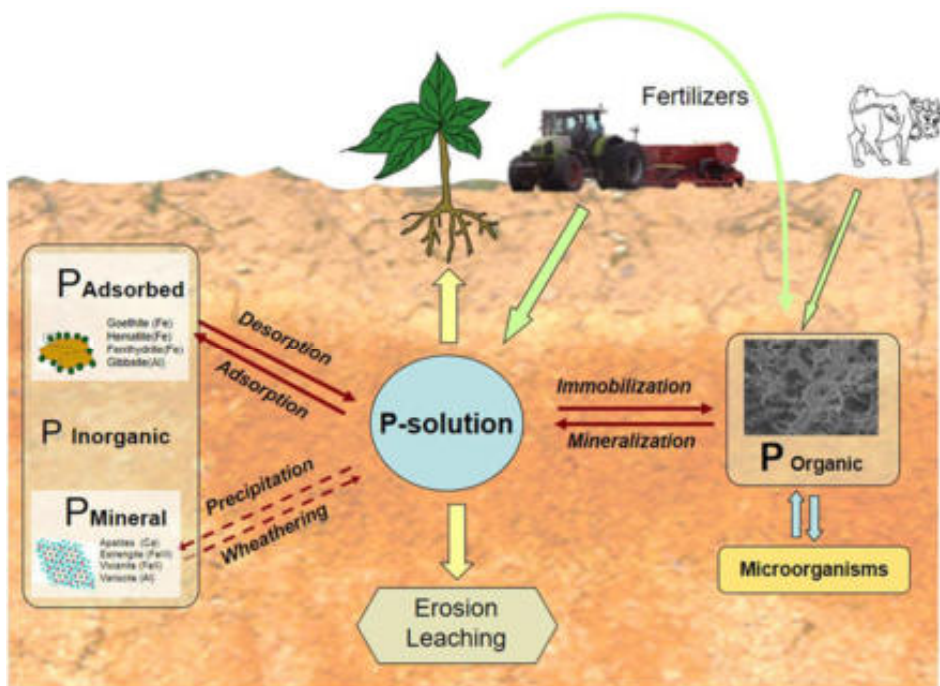 Fertilizers
P Adsorbed
Goethite (Fe)
Hematite(Fe)
Ferrihydrite(Fe)
Gibbsite(Al)
Desorption
Adsorption
P Inorganic
P-solution
Immobilization
Mineralization
P Organic
Precipitation
Wheathering
P Mineral
Apatites (Ca)
Estrengite (FeIII)
Vivianite (FeII)
Variscite (Al)
Microorganisms
Erosion
Leaching